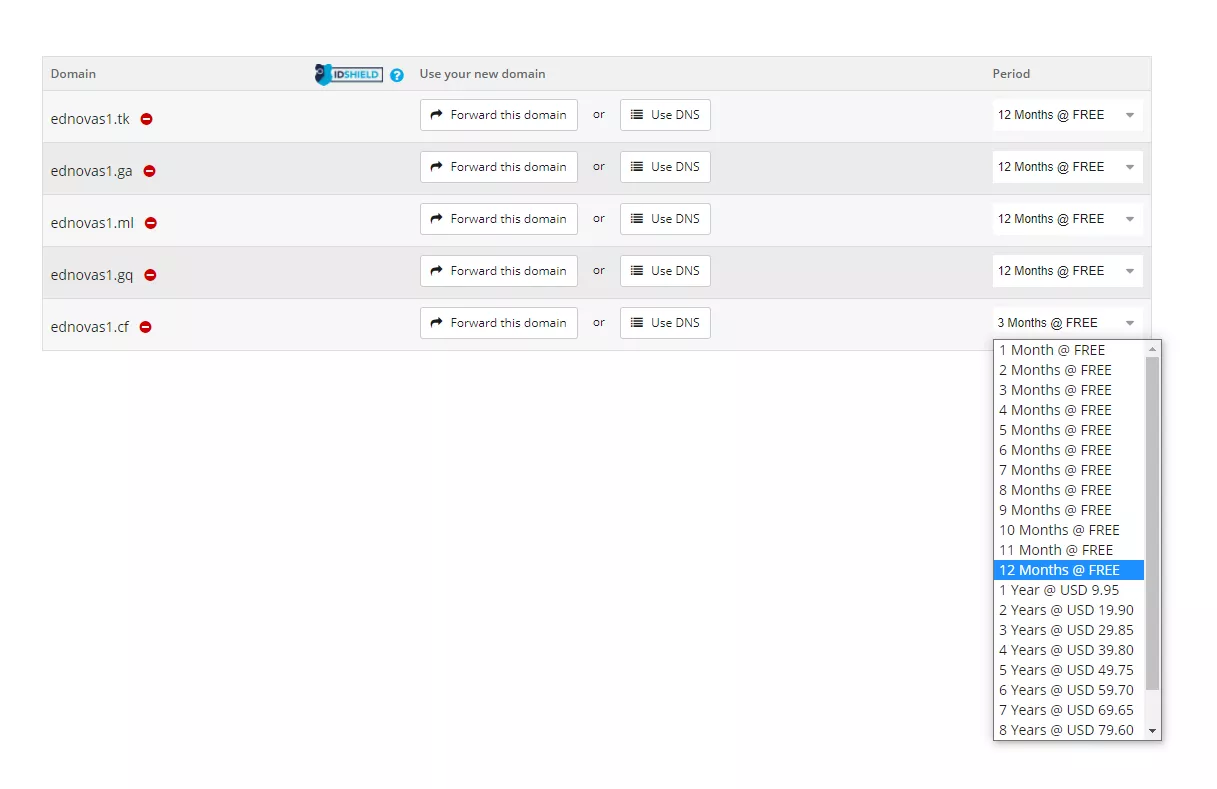 Domain IDSHIELD ? Use your new domain Period
ednovas1.tk Forward this domain or Use DNS 12 Months @ FREE
ednovas1.ga Forward this domain or Use DNS 12 Months @ FREE
ednovas1.ml Forward this domain or Use DNS 12 Months @ FREE
ednovas1.gq Forward this domain or Use DNS 12 Months @ FREE
ednovas1.cf Forward this domain or Use DNS 3 Months @ FREE
1 Month @ FREE
2 Months @ FREE
3 Months @ FREE
4 Months @ FREE
5 Months @ FREE
6 Months @ FREE
7 Months @ FREE
8 Months @ FREE
9 Months @ FREE
10 Months @ FREE
11 Month @ FREE
12 Months @ FREE
1 Year @ USD 9.95
2 Years @ USD 19.90
3 Years @ USD 29.85
4 Years @ USD 39.80
5 Years @ USD 49.75
6 Years @ USD 59.70
7 Years @ USD 69.65
8 Years @ USD 79.60